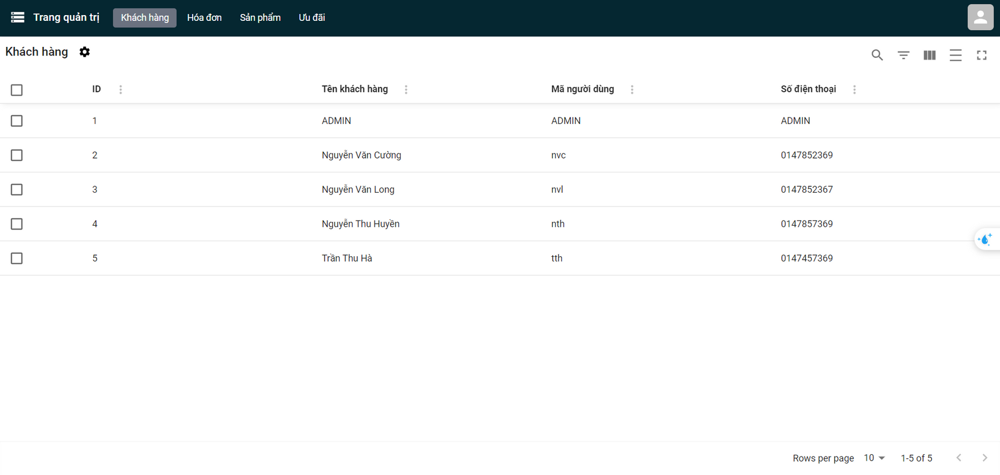 Trang quản trị Khách hàng Hóa đơn Sản phẩm Ưu đãi
Khách hàng
ID Tên khách hàng Mã người dùng Số điện thoại
1 ADMIN ADMIN ADMIN
2 Nguyễn Văn Cường nvc 0147852369
3 Nguyễn Văn Long nvl 0147852367
4 Nguyễn Thu Huyền nth 0147857369
5 Trần Thu Hà tth 0147457369
Rows per page 10 1-5 of 5